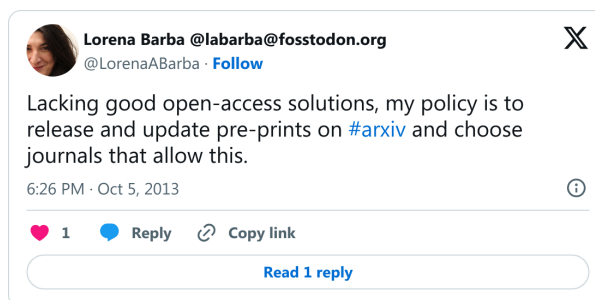 Lorena Barba @labarba@fosstodon.org
@LorenaABarba · Follow
Lacking good open-access solutions, my policy is to
release and update pre-prints on #arxiv and choose
journals that allow this.
6:26 PM · Oct 5, 2013
1 Reply Copy link
Read 1 reply